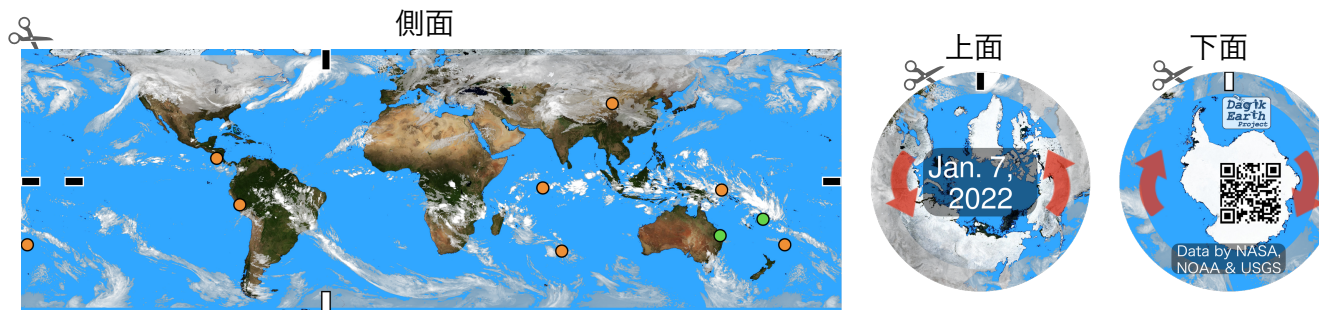 側面
上面
下面
Jan. 7,
2022
Dagik
Earth
Project
Data by NASA,
NOAA & USGS